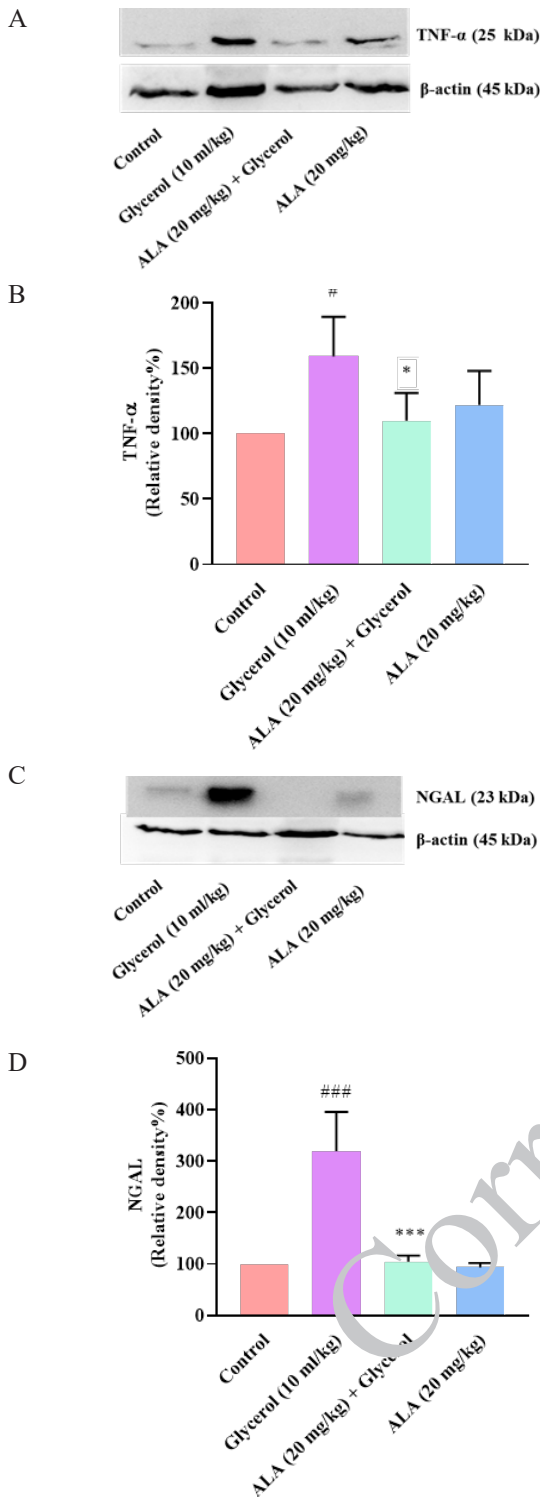 A
TNF-α (25 kDa)
β-actin (45 kDa)
Control
Glycerol (10 ml/kg)
ALA (20 mg/kg) + Glycerol
ALA (20 mg/kg)
B
200
150
100
50
0
TNF-α
(Relative density%)
#
*
Control
Glycerol (10 ml/kg)
ALA (20 mg/kg) + Glycerol
ALA (20 mg/kg)
C
NGAL (23 kDa)
β-actin (45 kDa)
Control
Glycerol (10 ml/kg)
ALA (20 mg/kg) + Glycerol
ALA (20 mg/kg)
D
500
400
300
200
100
0
NGAL
(Relative density%)
###
***
Control
Glycerol (10 ml/kg)
ALA (20 mg/kg) + Glycerol
ALA (20 mg/kg)